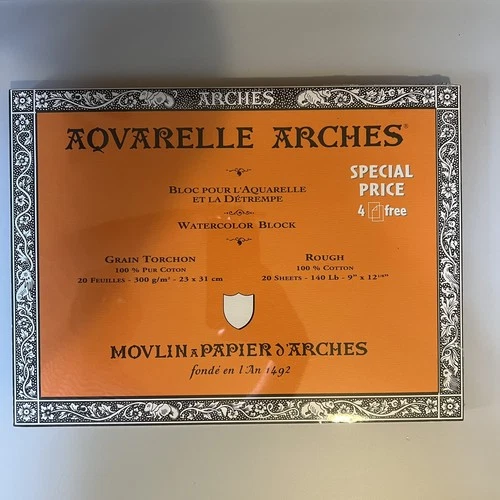 ARCHES
AQVARELLE ARCHES®
SPECIAL
PRICE
4 free
BLOC POUR L'AQUARELLE
ET LA DÉTREMPE
WATERCOLOR BLOCK
GRAIN TORCHON
100 % PUR COTON
20 FEUILLES - 300 g/m² - 23 x 31 cm
ROUGH
100 % COTTON
20 SHEETS - 140 Lb - 9" x 12¹/⁴"
MOVLIN A PAPIER d'ARCHES
fondé en l'An 1492